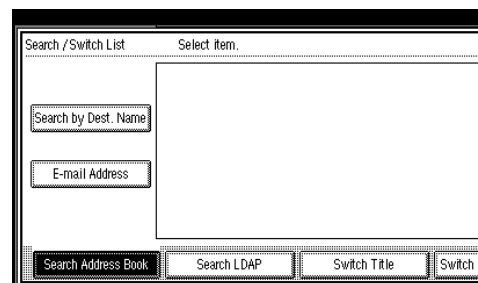 Search / Switch List Select item.
Search by Dest. Name
E-mail Address
Search Address Book Search LDAP Switch Title Switch